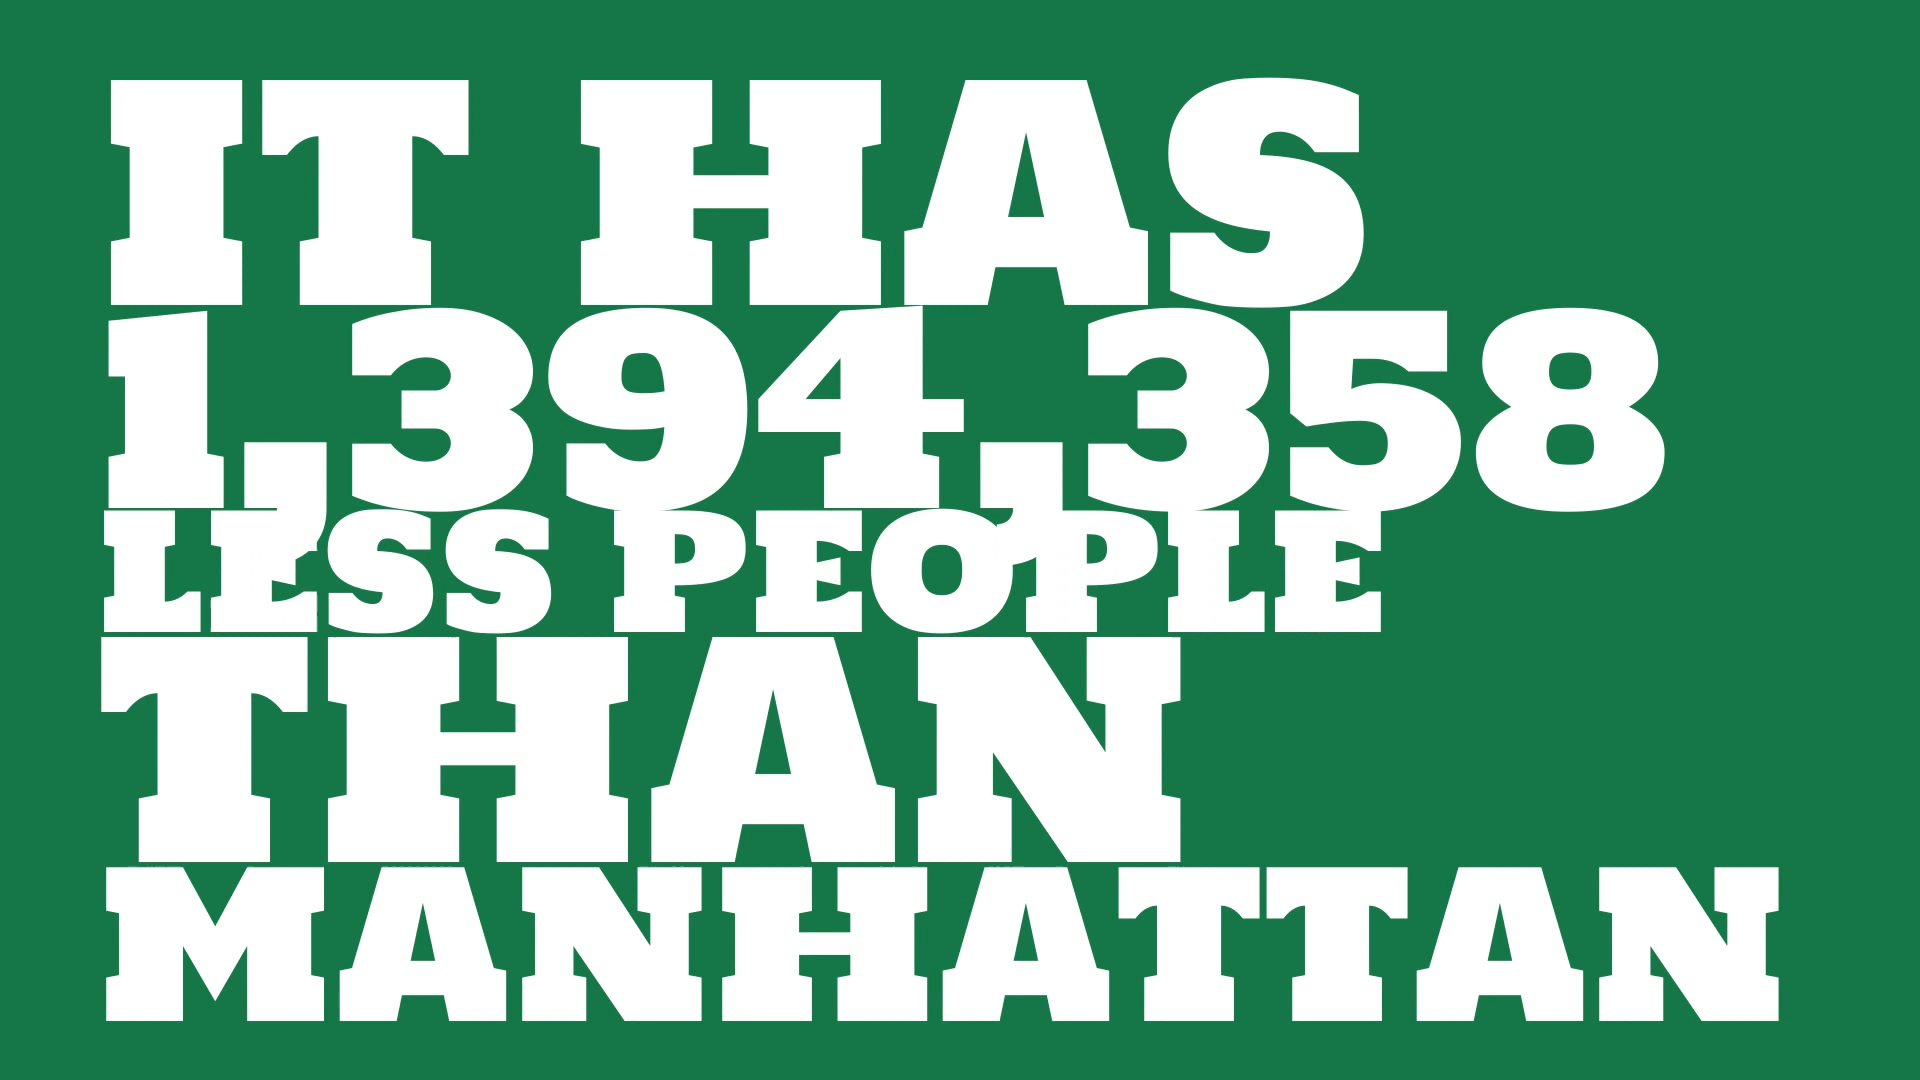 IT HAS
1,394,358
LESS PEOPLE
THAN
MANHATTAN